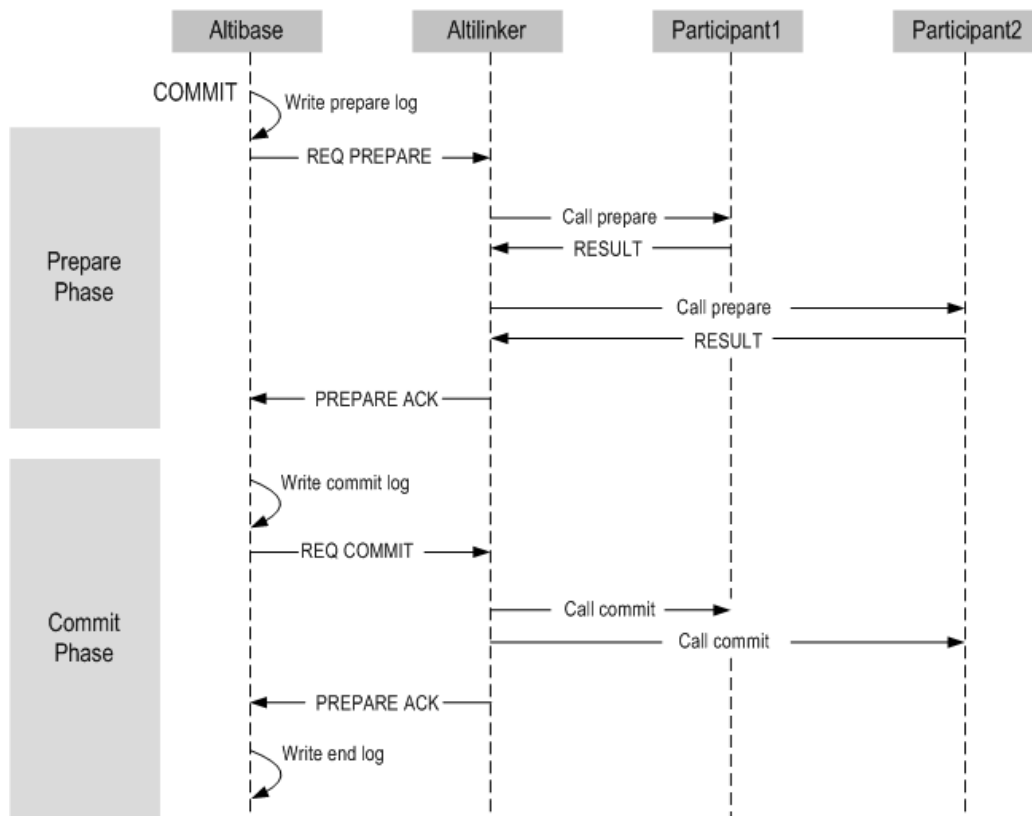 Altibase
Altilinker
Participant1
Participant2
COMMIT
Write prepare log
REQ PREPARE
Call prepare
RESULT
Prepare
Phase
Call prepare
RESULT
PREPARE ACK
Write commit log
REQ COMMIT
Call commit
Commit
Phase
Call commit
PREPARE ACK
Write end log